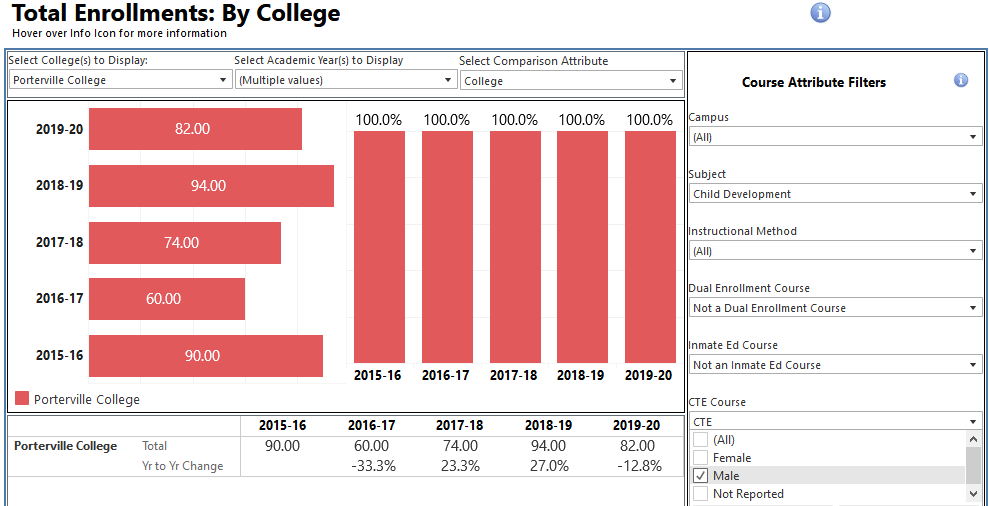 Total Enrollments: By College
Hover over Info Icon for more information
Select College(s) to Display:
Porterville College
Select Academic Year(s) to Display
(Multiple values)
Select Comparison Attribute
College
2019-20
82.00
2018-19
94.00
2017-18
74.00
2016-17
60.00
2015-16
90.00
100.0% 100.0% 100.0% 100.0% 100.0%
2015-16 2016-17 2017-18 2018-19 2019-20
Porterville College
2015-16 2016-17 2017-18 2018-19 2019-20
Porterville College Total 90.00 60.00 74.00 94.00 82.00
Yr to Yr Change -33.3% 23.3% 27.0% -12.8%
Course Attribute Filters
Campus
(All)
Subject
Child Development
Instructional Method
(All)
Dual Enrollment Course
Not a Dual Enrollment Course
Inmate Ed Course
Not an Inmate Ed Course
CTE Course
CTE
(All)
Female
Male
Not Reported